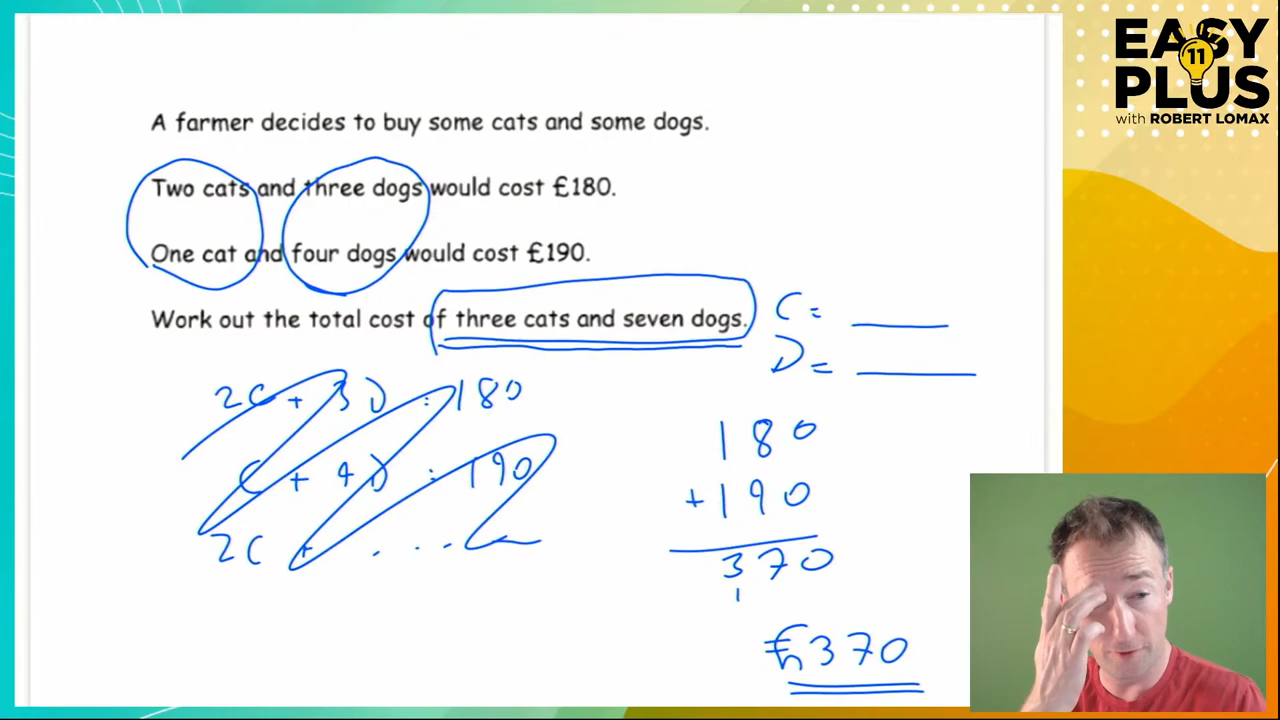 EASY
11
PLUS
with ROBERT LOMAX
A farmer decides to buy some cats and some dogs.
Two cats and three dogs would cost £180.
One cat and four dogs would cost £190.
Work out the total cost of three cats and seven dogs.
C =
D =
2C + 3D = 180
C + 4D = 190
2C + . . .
180
+190
370
1
£370